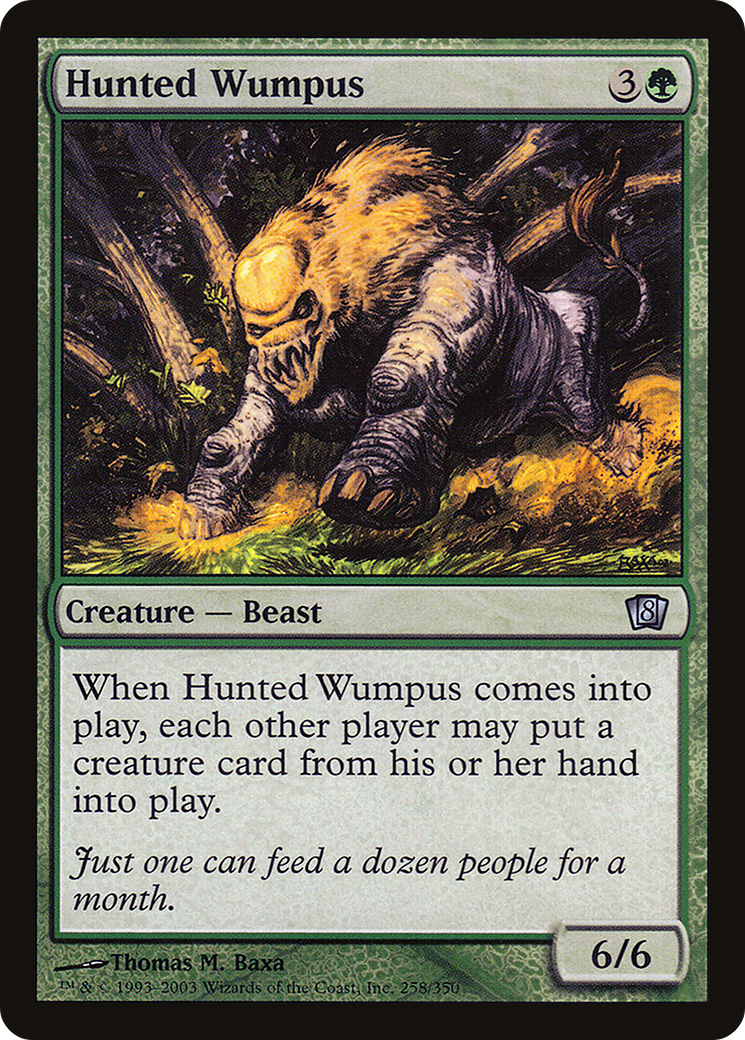 Hunted Wumpus
3
Creature — Beast
8
When Hunted Wumpus comes into
play, each other player may put a
creature card from his or her hand
into play.
Just one can feed a dozen people for a
month.
6/6
Thomas M. Baxa
™ & © 1993–2003 Wizards of the Coast, Inc. 258/350